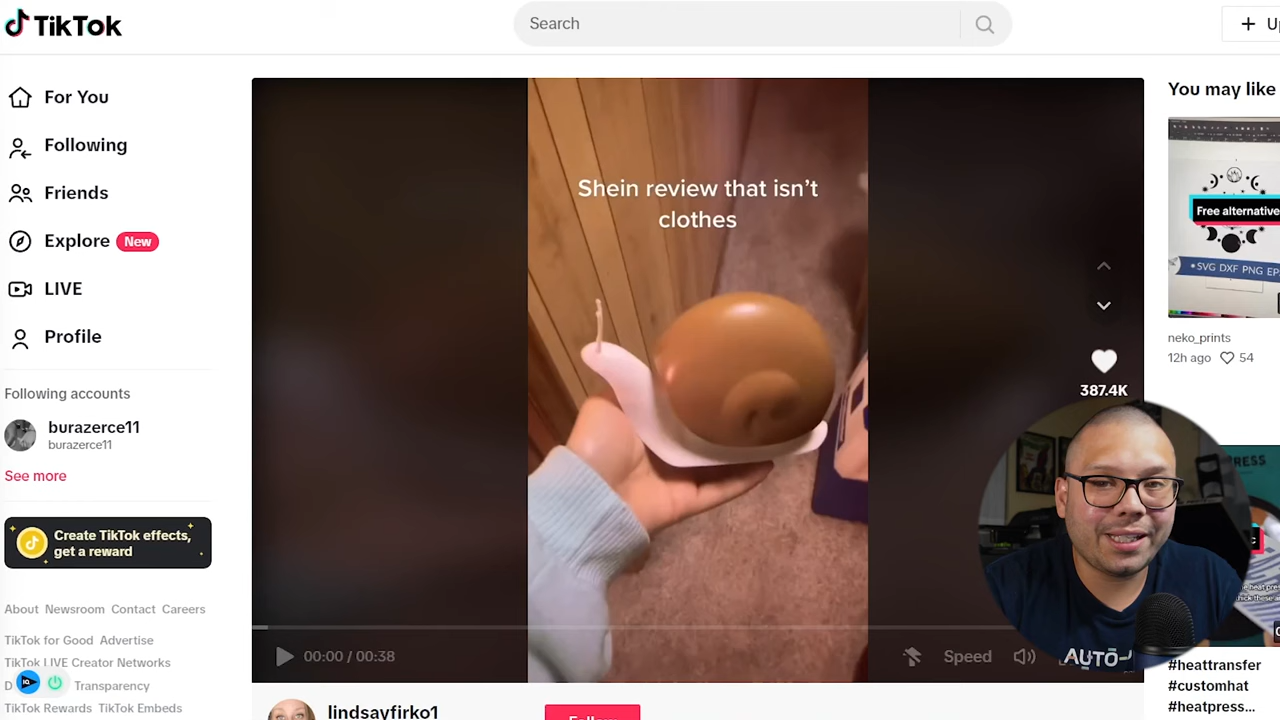 TikTok
Search
For You
Following
Friends
Explore New
LIVE
Profile
Following accounts
burazerce11
burazerce11
See more
Create TikTok effects,
get a reward
About Newsroom Contact Careers
TikTok for Good Advertise
TikTok LIVE Creator Networks
Transparency
TikTok Rewards TikTok Embeds
Shein review that isn't
clothes
387.4K
00:00 / 00:38
Speed
AUTO
lindsayfirko1
Follow
You may like
Free alternative
•SVG DXF PNG EP
neko_prints
12h ago 54
#heattransfer
#customhat
#heatpress...